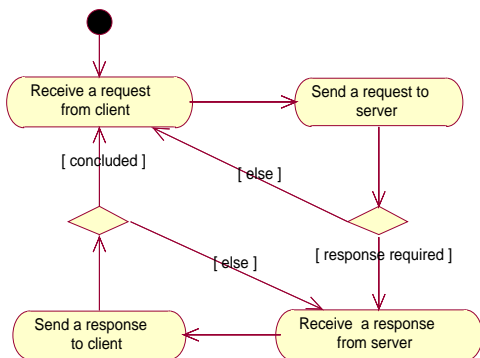 Receive a request
from client
Send a request to
server
[ concluded ]
[ else ]
[ else ]
[ response required ]
Send a response
to client
Receive  a response
from server